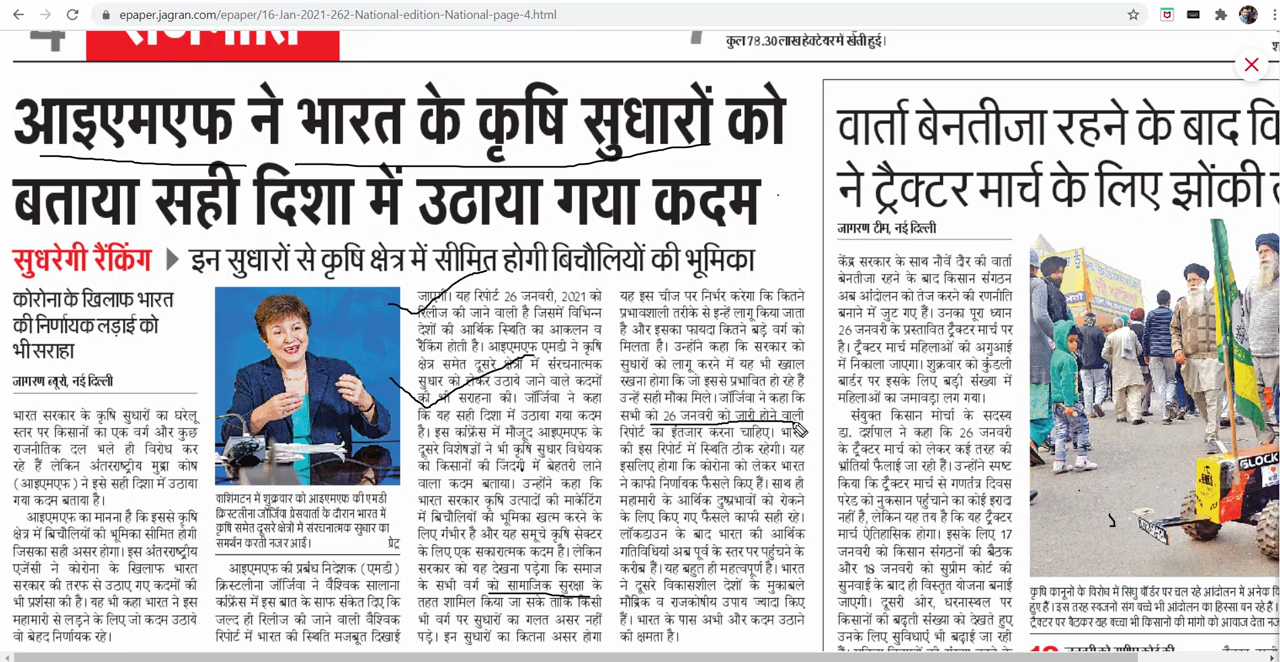 epaper.jagran.com/epaper/16-Jan-2021-262-National-edition-National-page-4.html
4
राजनीति
कुल 78.30 लाख हेक्टेयर में खेती हुई।
आइएमएफ ने भारत के कृषि सुधारों को
बताया सही दिशा में उठाया गया कदम
सुधरेगी रैंकिंग
इन सुधारों से कृषि क्षेत्र में सीमित होगी बिचौलियों की भूमिका
कोरोना के खिलाफ भारत
की निर्णायक लड़ाई को
भी सराहा
जागरण ब्यूरो, नई दिल्ली
भारत सरकार के कृषि सुधारों का घरेलू
स्तर पर किसानों का एक वर्ग और कुछ
राजनीतिक दल भले ही विरोध कर
रहे हैं लेकिन अंतरराष्ट्रीय मुद्रा कोष
(आइएमएफ) ने इसे सही दिशा में उठाया
गया कदम बताया है।
आइएमएफ का मानना है कि इससे कृषि
क्षेत्र में बिचौलियों की भूमिका सीमित होगी
जिसका सही असर होगा। इस अंतरराष्ट्रीय
एजेंसी ने कोरोना के खिलाफ भारत
सरकार की तरफ से उठाए गए कदमों की
भी प्रशंसा की है। यह भी कहा भारत ने इस
महामारी से लड़ने के लिए जो कदम उठाये
वो बेहद निर्णायक रहे।
वाशिंगटन में शुक्रवार को आइएमएफ की एमडी
क्रिस्टलीना जॉर्जिवा प्रेसवार्ता के दौरान भारत में
कृषि समेत दूसरे क्षेत्रों में संरचनात्मक सुधार का
समर्थन करती नजर आईं। प्रेट्र
आइएमएफ की प्रबंध निदेशक (एमडी)
क्रिस्टलीना जॉर्जिवा ने वैश्विक सालाना
कांफ्रेंस में इस बात के साफ संकेत दिए कि
जल्द ही रिलीज की जाने वाली वैश्विक
रिपोर्ट में भारत की स्थिति मजबूत दिखाई
जाएगी। यह रिपोर्ट 26 जनवरी, 2021 को
रिलीज की जाने वाली है जिसमें विभिन्न
देशों की आर्थिक स्थिति का आकलन व
रैंकिंग होती है। आइएमएफ एमडी ने कृषि
क्षेत्र समेत दूसरे क्षेत्रों में संरचनात्मक
सुधार को लेकर उठाये जाने वाले कदमों
की भी सराहना की। जॉर्जिवा ने कहा
कि यह सही दिशा में उठाया गया कदम
है। इस कांफ्रेंस में मौजूद आइएमएफ के
दूसरे विशेषज्ञों ने भी कृषि सुधार विधेयक
को किसानों की जिंदगी में बेहतरी लाने
वाला कदम बताया। उन्होंने कहा कि
भारत सरकार कृषि उत्पादों की मार्केटिंग
में बिचौलियों की भूमिका खत्म करने के
लिए गंभीर है और यह समूचे कृषि सेक्टर
के लिए एक सकारात्मक कदम है। लेकिन
सरकार को यह देखना पड़ेगा कि समाज
के सभी वर्ग को सामाजिक सुरक्षा के
तहत शामिल किया जा सके ताकि किसी
भी वर्ग पर सुधारों का गलत असर नहीं
पड़े। इन सुधारों का कितना असर होगा
यह इस चीज पर निर्भर करेगा कि कितने
प्रभावशाली तरीके से इन्हें लागू किया जाता
है और इसका फायदा कितने बड़े वर्ग को
मिलता है। उन्होंने कहा कि सरकार को
सुधारों को लागू करने में यह भी ख्याल
रखना होगा कि जो इससे प्रभावित हो रहे हैं
उन्हें सही मौका मिले। जॉर्जिवा ने कहा कि
सभी को 26 जनवरी को जारी होने वाली
रिपोर्ट का इंतजार करना चाहिए। भारत
की इस रिपोर्ट में स्थिति ठीक रहेगी। यह
इसलिए होगा कि कोरोना को लेकर भारत
ने काफी निर्णायक फैसले किए हैं। साथ ही
महामारी के आर्थिक दुष्प्रभावों को रोकने
के लिए किए गए फैसले काफी सही रहे।
लॉकडाउन के बाद भारत की आर्थिक
गतिविधियां अब पूर्व के स्तर पर पहुंचने के
करीब हैं। यह बहुत ही महत्वपूर्ण है। भारत
ने दूसरे विकासशील देशों के मुकाबले
मौद्रिक व राजकोषीय उपाय ज्यादा किए
हैं। भारत के पास अभी और कदम उठाने
की क्षमता है।
वार्ता बेनतीजा रहने के बाद
ने ट्रैक्टर मार्च के लिए झोंकी
जागरण टीम, नई दिल्ली
केंद्र सरकार के साथ नौवें दौर की वार्ता
बेनतीजा रहने के बाद किसान संगठन
अब आंदोलन को तेज करने की रणनीति
बनाने में जुट गए हैं। उनका पूरा ध्यान
26 जनवरी के प्रस्तावित ट्रैक्टर मार्च पर
है। ट्रैक्टर मार्च महिलाओं की अगुआई
में निकाला जाएगा। शुक्रवार को कुंडली
बार्डर पर इसके लिए बड़ी संख्या में
महिलाओं का जमावड़ा लग गया।
संयुक्त किसान मोर्चा के सदस्य
डा. दर्शपाल ने कहा कि 26 जनवरी
के ट्रैक्टर मार्च को लेकर कई तरह की
भ्रांतियां फैलाई जा रही हैं। उन्होंने स्पष्ट
किया कि ट्रैक्टर मार्च से गणतंत्र दिवस
परेड को नुकसान पहुंचाने का कोई इरादा
नहीं है, लेकिन यह तय है कि यह ट्रैक्टर
मार्च ऐतिहासिक होगा। इसके लिए 17
जनवरी को किसान संगठनों की बैठक
और 18 जनवरी को सुप्रीम कोर्ट की
सुनवाई के बाद ही विस्तृत योजना बनाई
जाएगी। दूसरी ओर, धरनास्थल पर
किसानों की बढ़ती संख्या को देखते हुए
उनके लिए सुविधाएं भी बढ़ाई जा रही
GLOCK
कृषि कानूनों के विरोध में सिंघु बॉर्डर पर चल रहे आंदोलन में अनेक
हुए हैं। इस तरह स्वजनों संग बच्चे भी आंदोलन का हिस्सा बन रहे हैं।
ट्रैक्टर पर बैठकर यह बच्चा भी किसानों की मांगों को आवाज देता नज